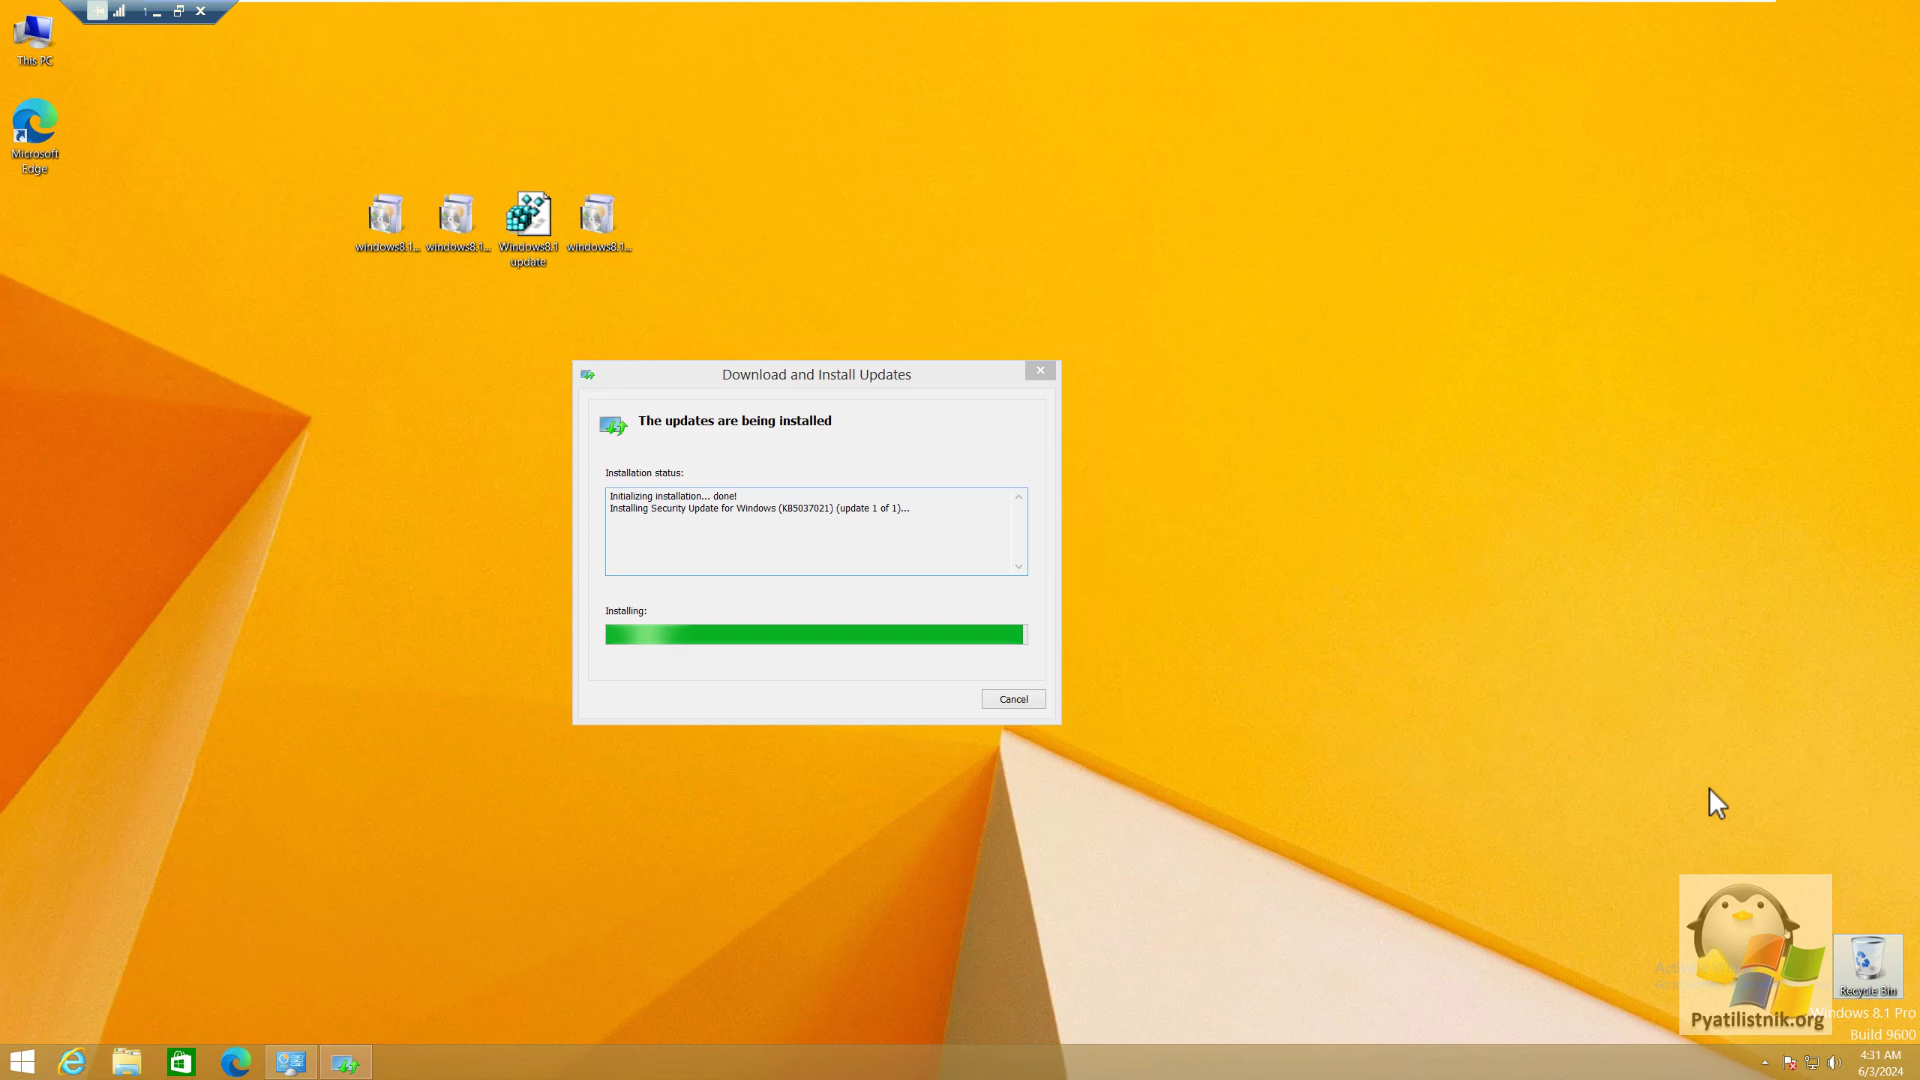 This PC
Microsoft
Edge
windows8.1...
windows8.1...
Windows8.1
update
windows8.1...
Download and Install Updates
The updates are being installed
Installation status:
Initializing installation... done!
Installing Security Update for Windows (KB5037021) (update 1 of 1)...
Installing:
Cancel
Recycle Bin
Pyatilistnik.org
Windows 8.1 Pro
Build 9600
4:31 AM
6/3/2024